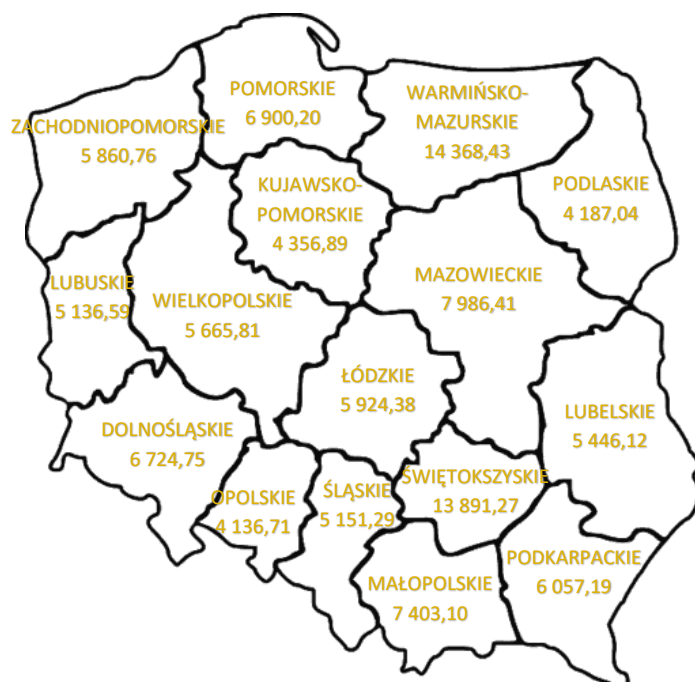 POMORSKIE
6 900,20
WARMIŃSKO-
MAZURSKIE
14 368,43
ZACHODNIOPOMORSKIE
5 860,76
KUJAWSKO-
POMORSKIE
4 356,89
PODLASKIE
4 187,04
LUBUSKIE
5 136,59
WIELKOPOLSKIE
5 665,81
MAZOWIECKIE
7 986,41
ŁÓDZKIE
5 924,38
LUBELSKIE
5 446,12
DOLNOŚLĄSKIE
6 724,75
OPOLSKIE
4 136,71
ŚLĄSKIE
5 151,29
ŚWIĘTOKSZYSKIE
13 891,27
MAŁOPOLSKIE
7 403,10
PODKARPACKIE
6 057,19